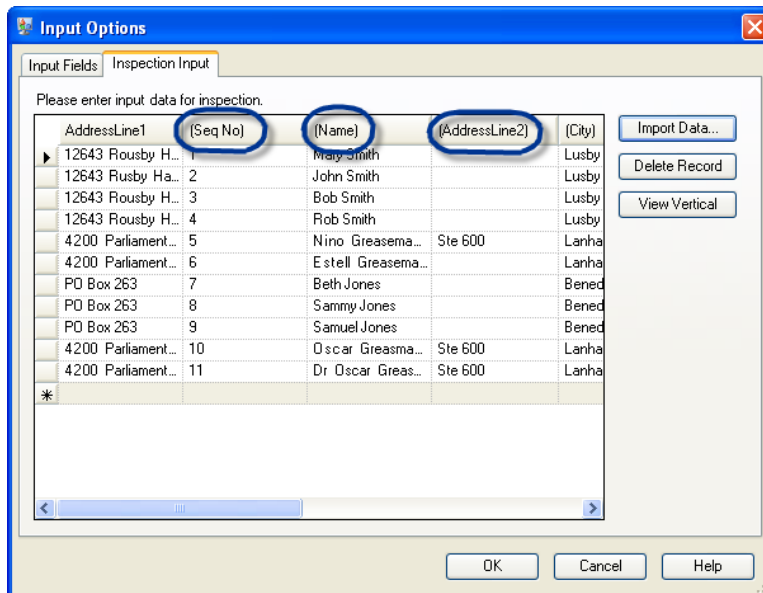 Input Options
Input Fields Inspection Input
Please enter input data for inspection.
AddressLine1 (Seq No) (Name) (AddressLine2) (City) Import Data...
12643 Rousby H... 1 Mary Smith Lusby
12643 Rusby Ha... 2 John Smith Lusby Delete Record
12643 Rousby H... 3 Bob Smith Lusby View Vertical
12643 Rousby H... 4 Rob Smith Lusby
4200 Parliament... 5 Nino Greasema... Ste 600 Lanha
4200 Parliament... 6 Estell Greasema... Lanha
PO Box 263 7 Beth Jones Bened
PO Box 263 8 Sammy Jones Bened
PO Box 263 9 Samuel Jones Bened
4200 Parliament... 10 Oscar Greasma... Ste 600 Lanha
4200 Parliament... 11 Dr Oscar Greas... Ste 600 Lanha
OK Cancel Help